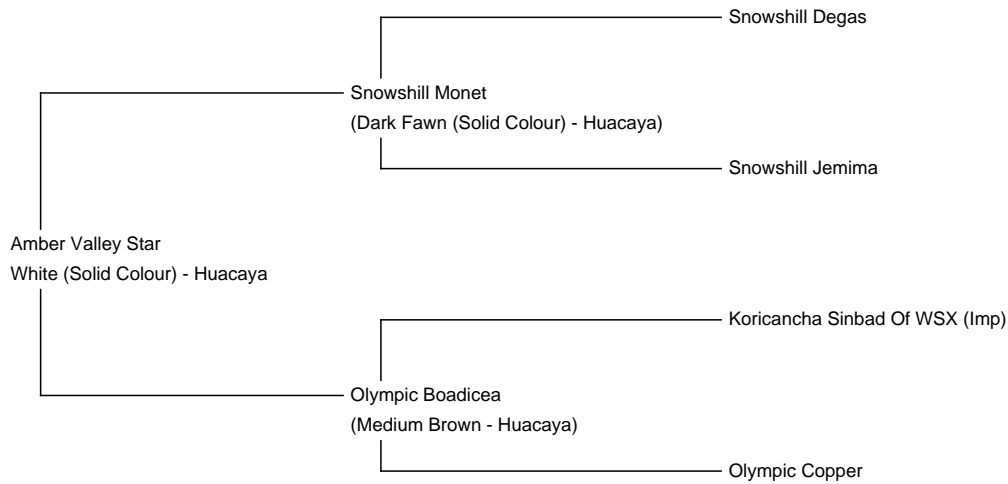 Snowshill Degas
Snowshill Monet
(Dark Fawn (Solid Colour) - Huacaya)
Snowshill Jemima
Amber Valley Star
White (Solid Colour) - Huacaya
Koricancha Sinbad Of WSX (Imp)
Olympic Boadicea
(Medium Brown - Huacaya)
Olympic Copper